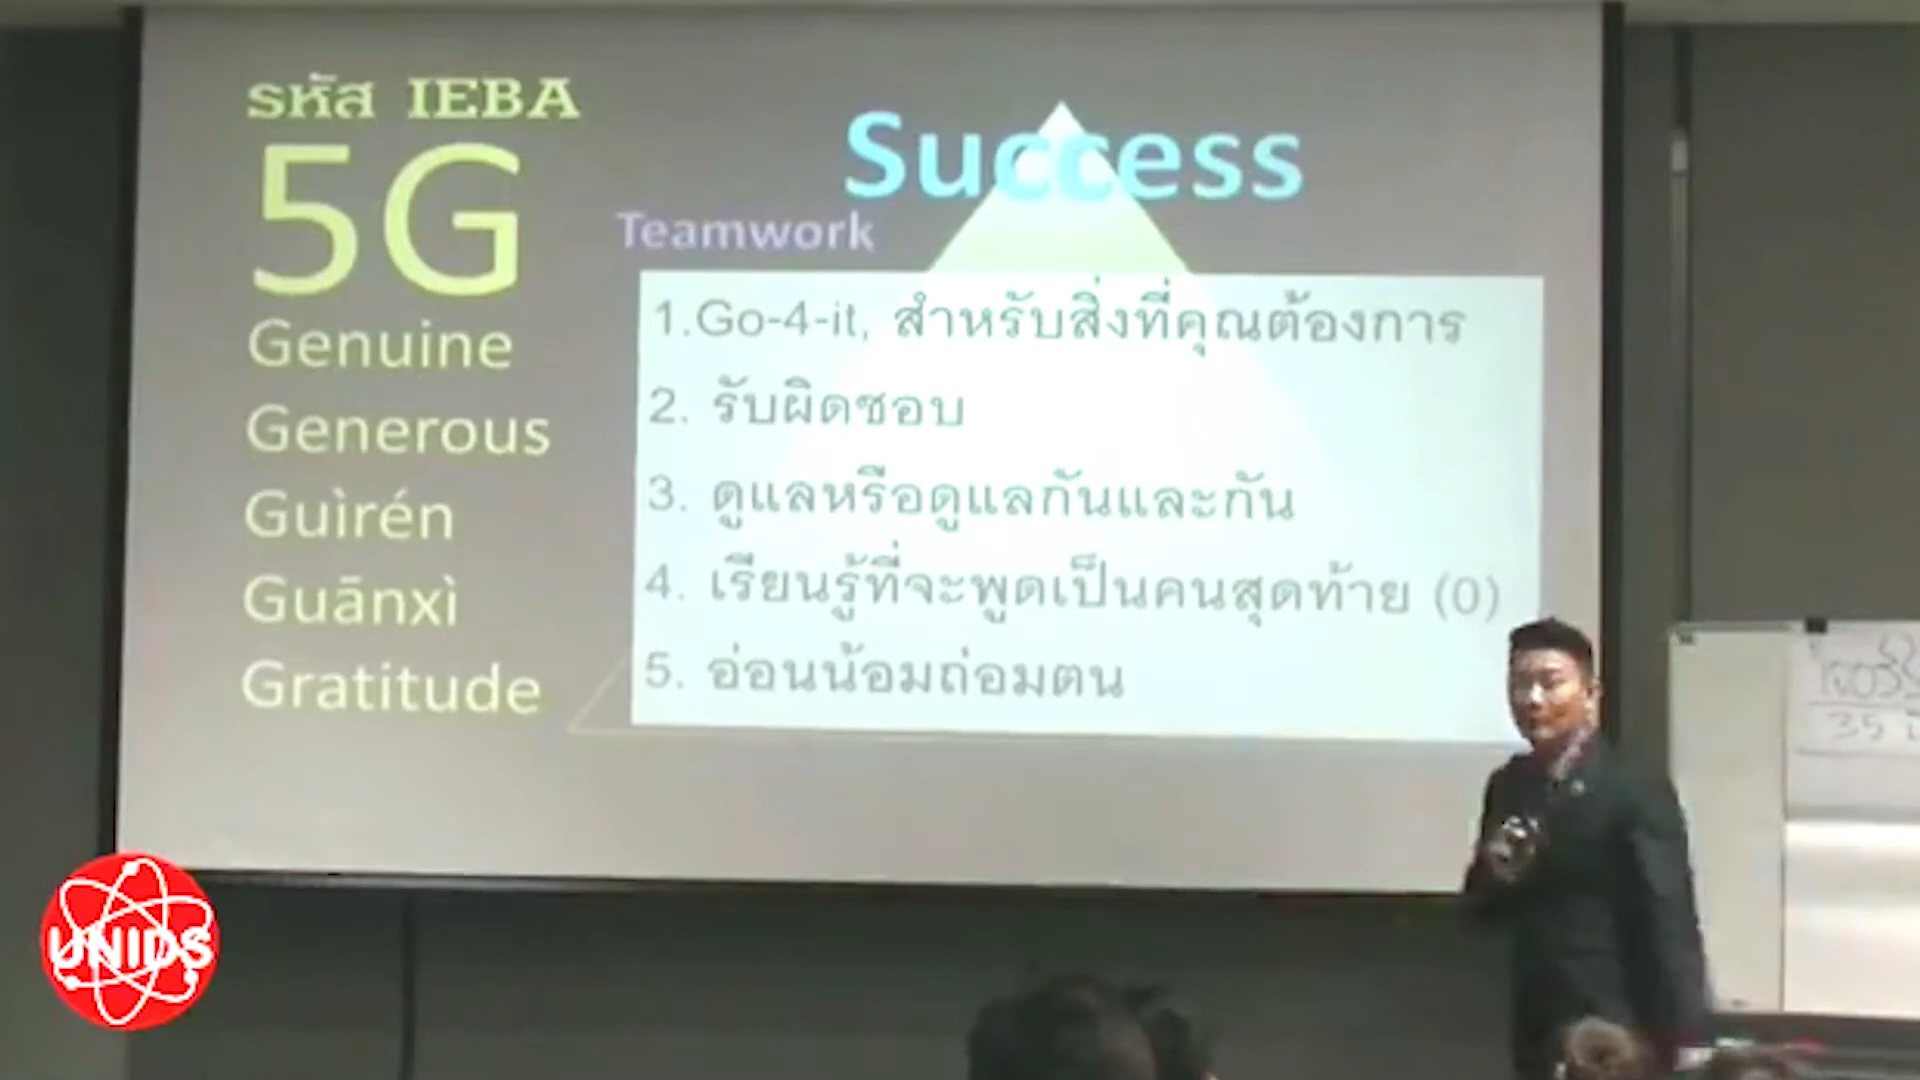 รหัส IEBA
5G
Genuine
Generous
Guìrén
Guānxì
Gratitude
Success
Teamwork
1.Go-4-it, สำหรับสิ่งที่คุณต้องการ
2. รับผิดชอบ
3. ดูแลหรือดูแลกันและกัน
4. เรียนรู้ที่จะพูดเป็นคนสุดท้าย (0)
5. อ่อนน้อมถ่อมตน
35
UNIDS